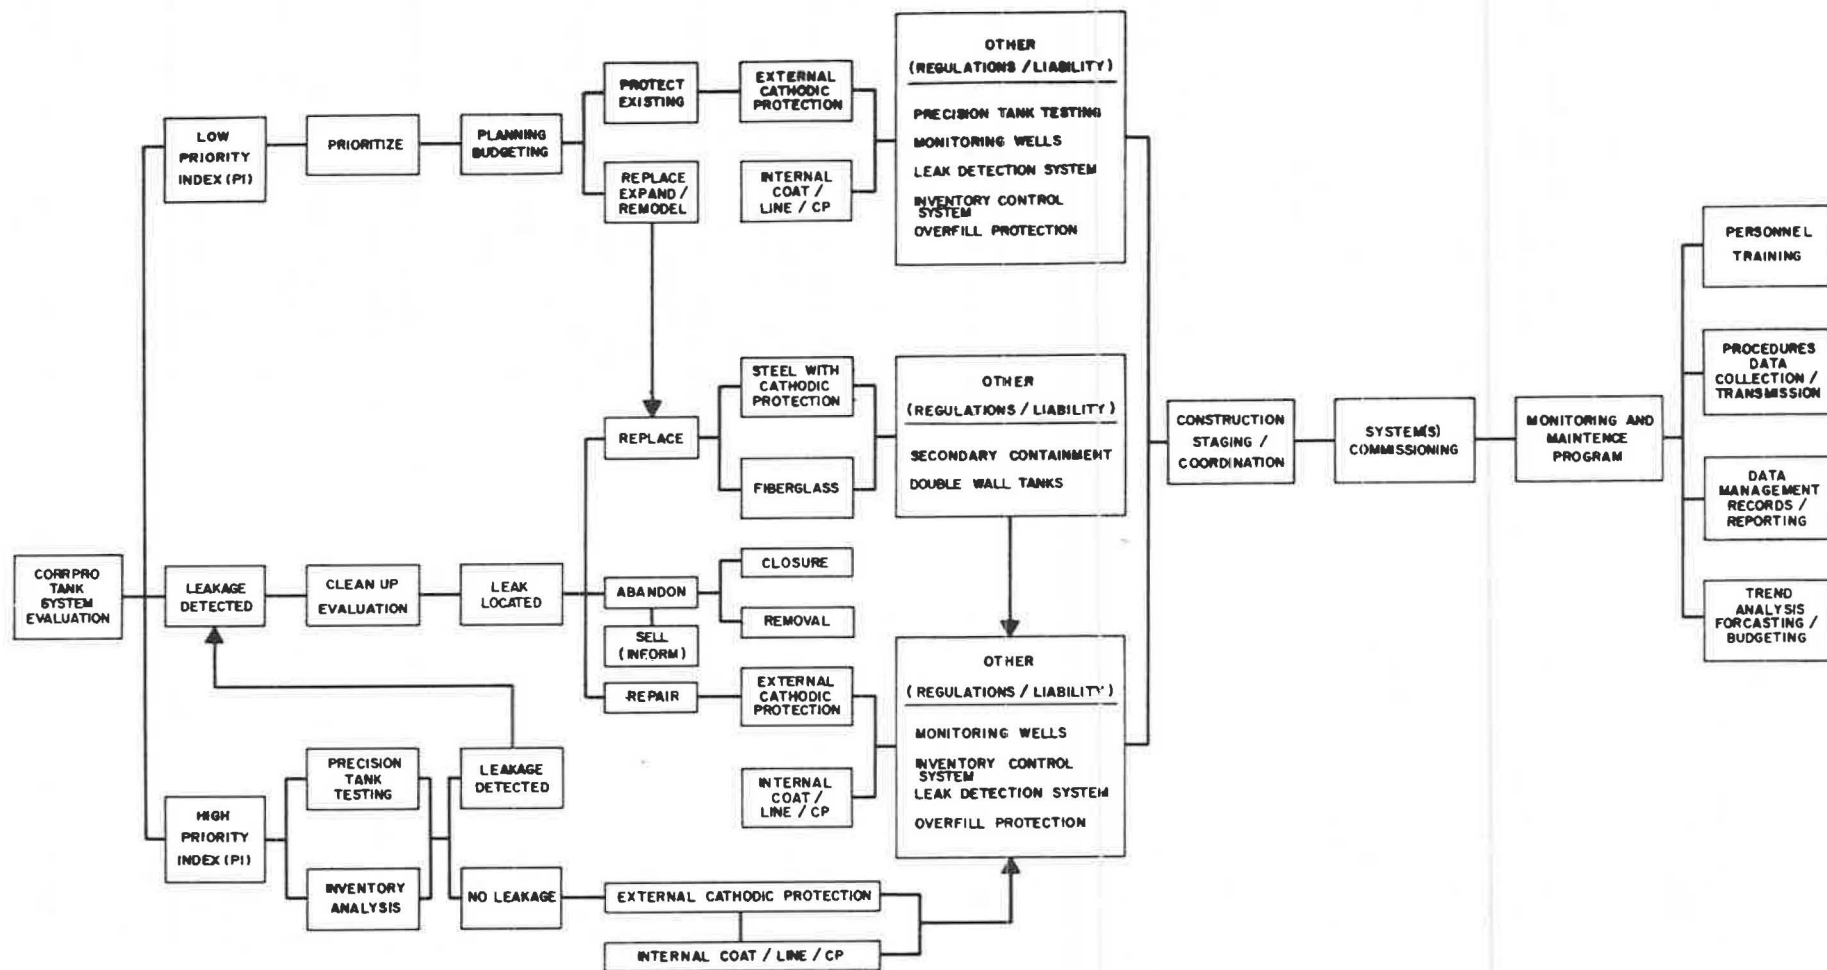 CORRPRO
TANK
SYSTEM
EVALUATION
LOW
PRIORITY
INDEX (PI)
PRIORITIZE
PLANNING
BUDGETING
PROTECT
EXISTING
REPLACE
EXPAND /
REMODEL
EXTERNAL
CATHODIC
PROTECTION
INTERNAL
COAT /
LINE / CP
OTHER
(REGULATIONS / LIABILITY)
PRECISION TANK TESTING
MONITORING WELLS
LEAK DETECTION SYSTEM
INVENTORY CONTROL
SYSTEM
OVERFILL PROTECTION
LEAKAGE
DETECTED
CLEAN UP
EVALUATION
LEAK
LOCATED
REPLACE
STEEL WITH
CATHODIC
PROTECTION
FIBERGLASS
OTHER
(REGULATIONS / LIABILITY)
SECONDARY CONTAINMENT
DOUBLE WALL TANKS
ABANDON
SELL
(INFORM)
CLOSURE
REMOVAL
REPAIR
EXTERNAL
CATHODIC
PROTECTION
INTERNAL
COAT /
LINE / CP
OTHER
(REGULATIONS / LIABILITY)
MONITORING WELLS
INVENTORY CONTROL
SYSTEM
LEAK DETECTION SYSTEM
OVERFILL PROTECTION
HIGH
PRIORITY
INDEX (PI)
PRECISION
TANK
TESTING
INVENTORY
ANALYSIS
LEAKAGE
DETECTED
NO LEAKAGE
EXTERNAL CATHODIC PROTECTION
INTERNAL COAT / LINE / CP
CONSTRUCTION
STAGING /
COORDINATION
SYSTEM(S)
COMMISSIONING
MONITORING AND
MAINTENCE
PROGRAM
PERSONNEL
TRAINING
PROCEDURES
DATA
COLLECTION /
TRANSMISSION
DATA
MANAGEMENT
RECORDS /
REPORTING
TREND
ANALYSIS
FORCASTING /
BUDGETING